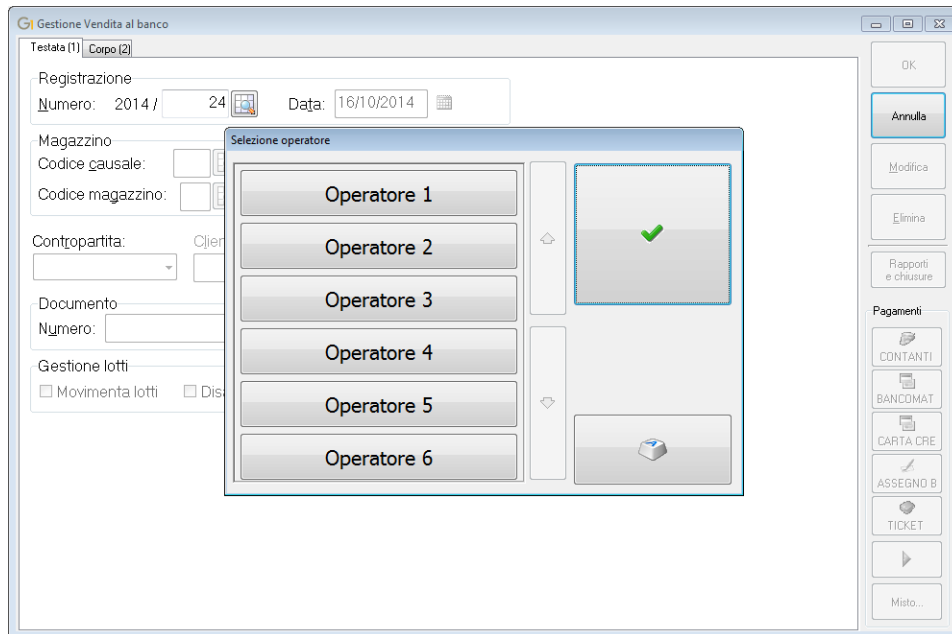 Gestione Vendita al banco
Testata (1) Corpo (2)
Registrazione
Numero: 2014 / 24 Data: 16/10/2014
Magazzino
Codice causale:
Codice magazzino:
Contropartita:
Documento
Numero:
Gestione lotti
Movimenta lotti
Selezione operatore
Operatore 1
Operatore 2
Operatore 3
Operatore 4
Operatore 5
Operatore 6
OK
Annulla
Modifica
Elimina
Rapporti
e chiusure
Pagamenti
CONTANTI
BANCOMAT
CARTA CRE
ASSEGNO B
TICKET
Misto...